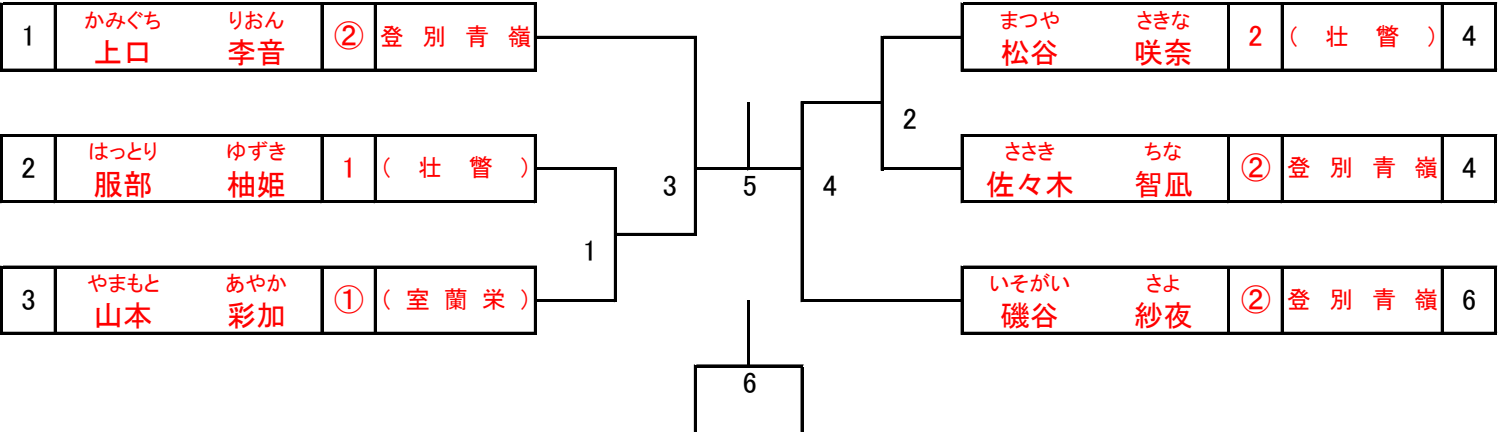 1 かみぐち りおん ② 登別青嶺
上口 李音
まつや さきな 2 (壮瞥) 4
松谷 咲奈
2
2 はっとり ゆずき 1 (壮瞥)
服部 柚姫
3 5 4
ささき ちな ② 登別青嶺 4
佐々木 智凪
1
3 やまもと あやか ① (室蘭栄)
山本 彩加
いそがい さよ ② 登別青嶺 6
磯谷 紗夜
6